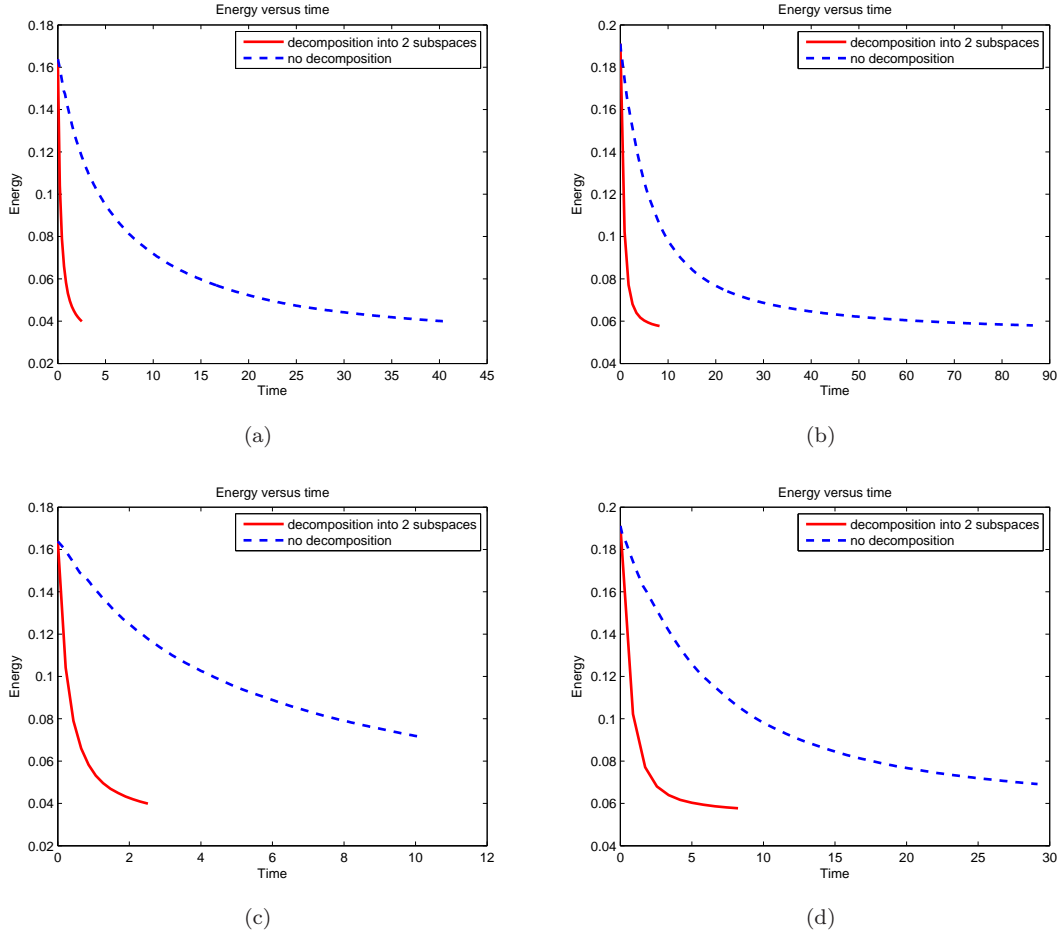 Energy versus time
0.18
0.16
0.14
0.12
0.1
0.08
0.06
0.04
0.02
Energy
decomposition into 2 subspaces
no decomposition
0 5 10 15 20 25 30 35 40 45
Time
(a)
Energy versus time
0.2
0.18
0.16
0.14
0.12
0.1
0.08
0.06
0.04
Energy
decomposition into 2 subspaces
no decomposition
0 10 20 30 40 50 60 70 80 90
Time
(b)
Energy versus time
0.18
0.16
0.14
0.12
0.1
0.08
0.06
0.04
0.02
Energy
decomposition into 2 subspaces
no decomposition
0 2 4 6 8 10 12
Time
(c)
Energy versus time
0.2
0.18
0.16
0.14
0.12
0.1
0.08
0.06
0.04
Energy
decomposition into 2 subspaces
no decomposition
0 5 10 15 20 25 30
Time
(d)